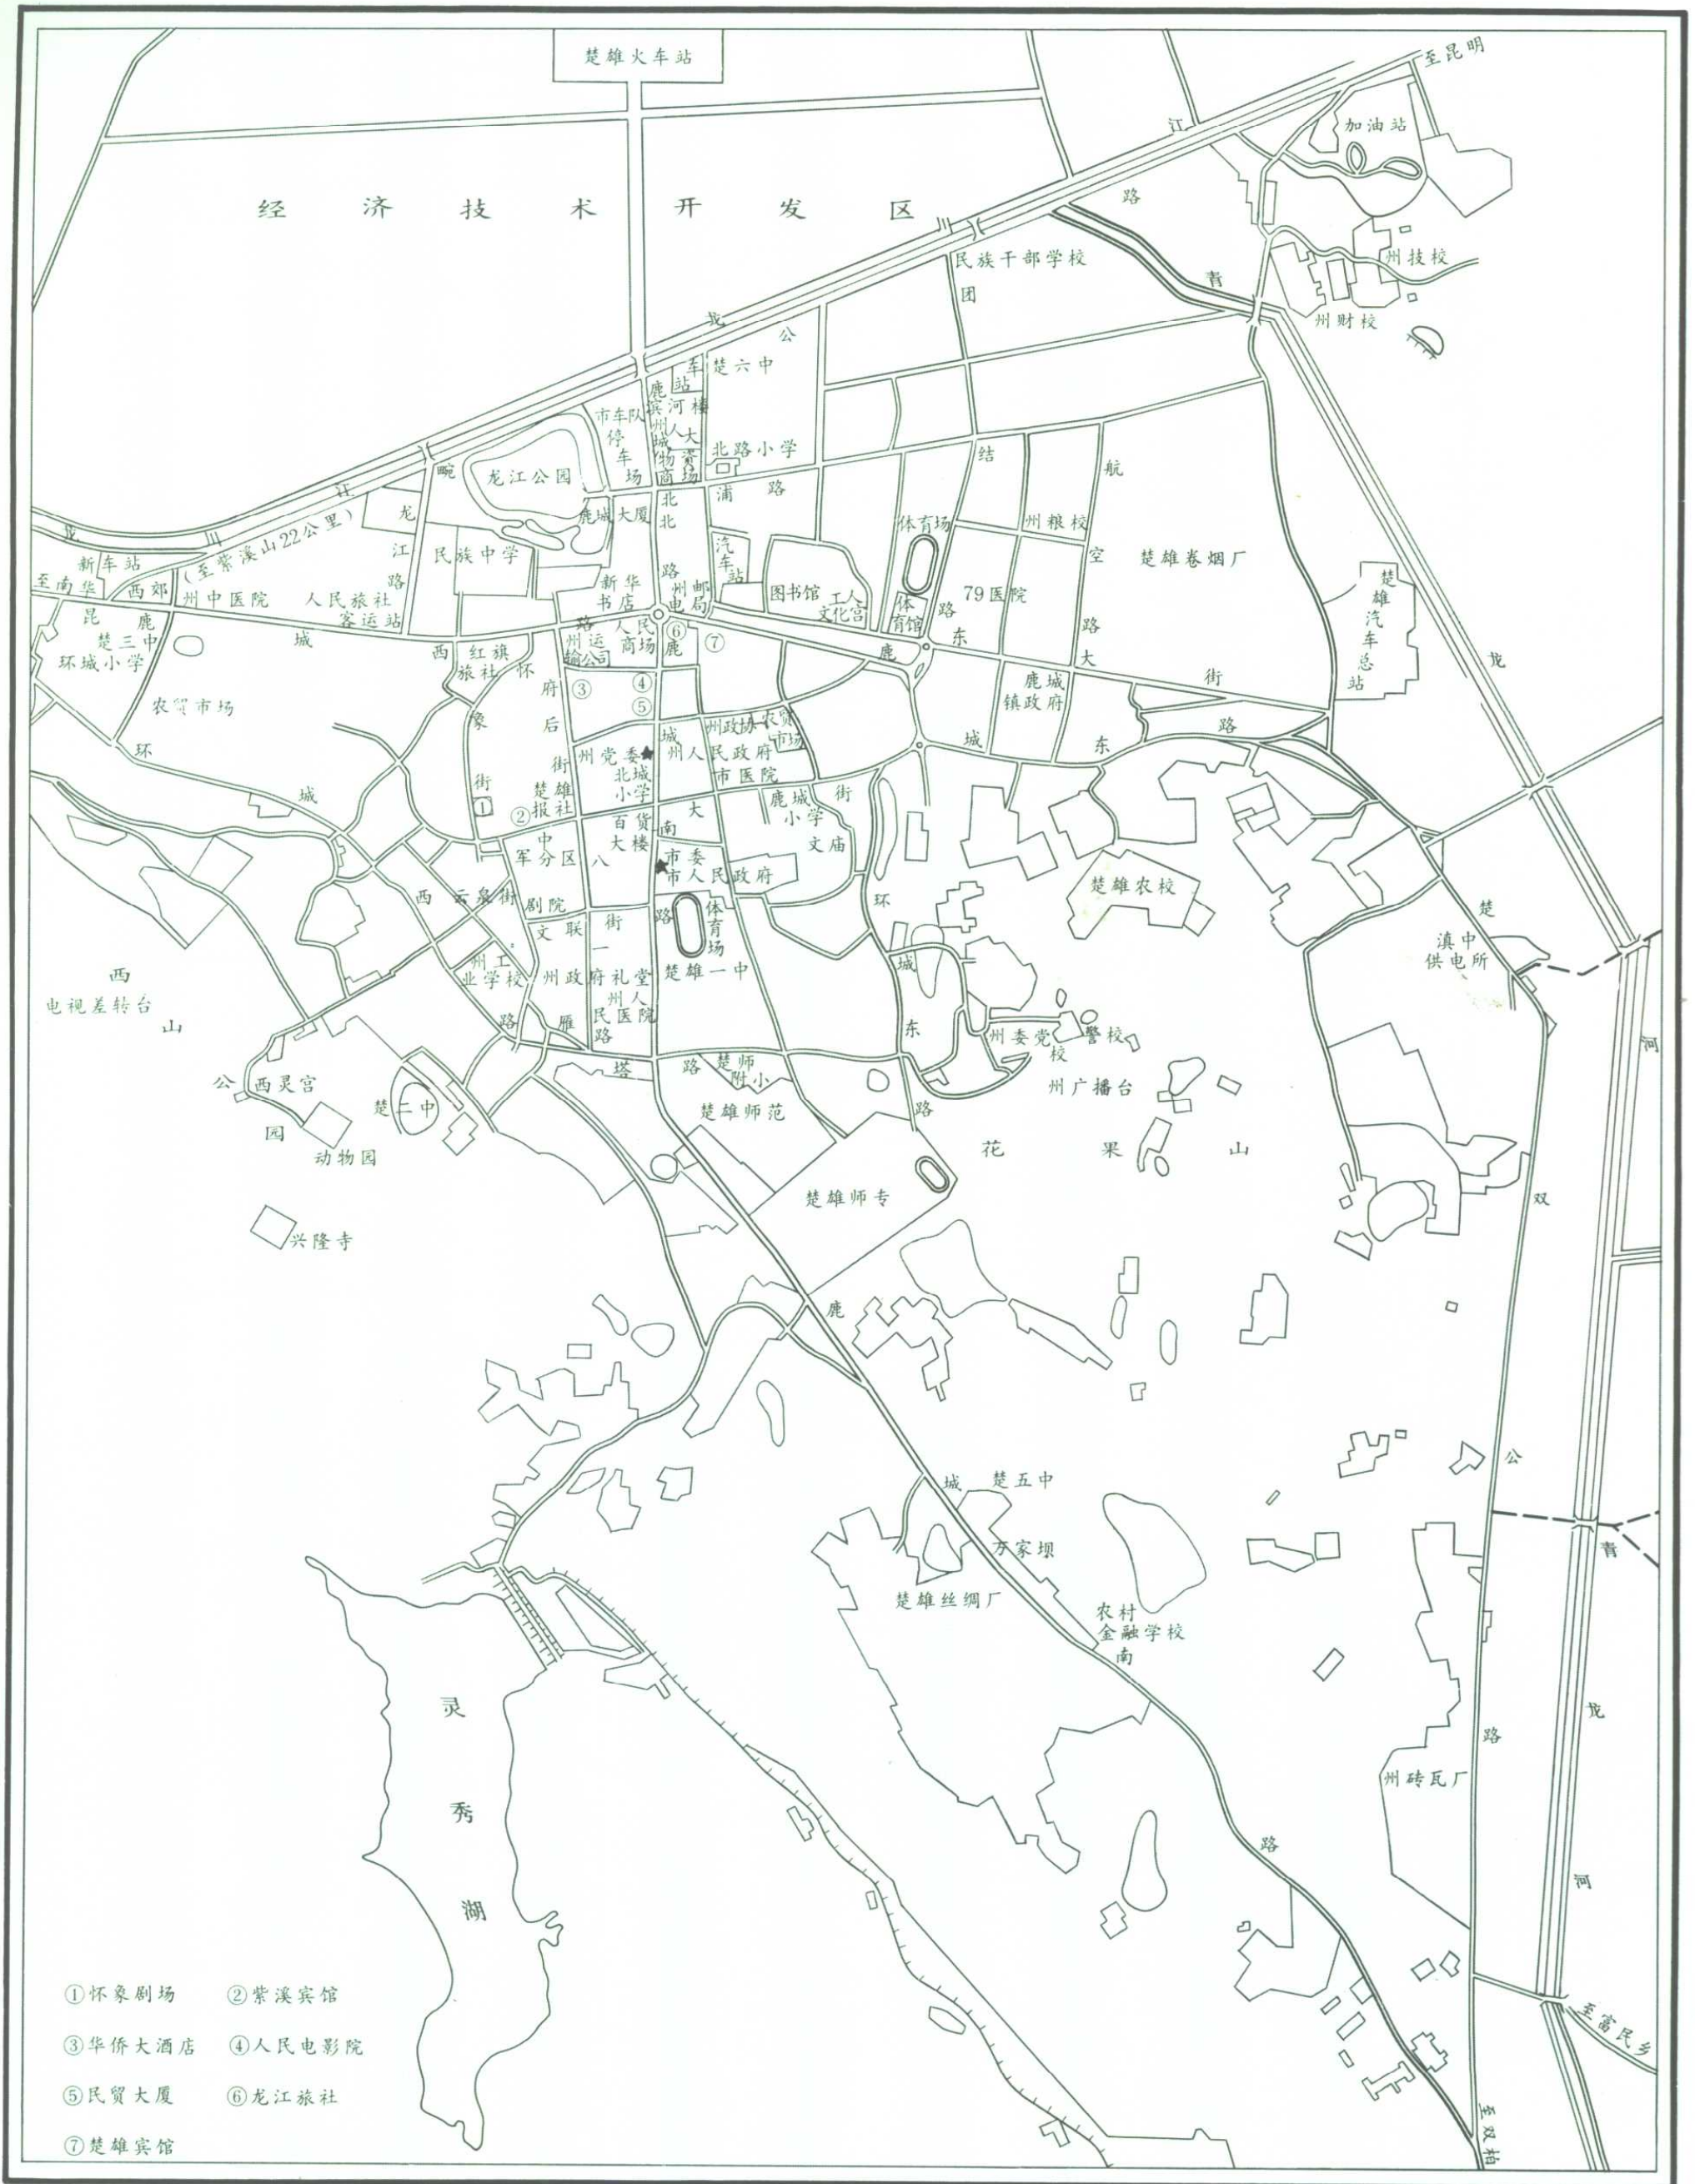 楚雄火车站
至昆明
江
加油站
经济技术开发区
路
民族干部学校
州技校
团
青
州财校
龙
公
车站
楚六中
鹿
滨河楼
市车队
停车场
州人大
城
物资商场
北路小学
畹
龙江公园
结
航
江
龙江路
北
浦路
鹿城大厦
北
体育场
州粮校
龙
川
(至紫溪山22公里)
民族中学
汽车站
空
楚雄卷烟厂
新车站
至南华
西郊
州中医院
人民旅社
客运站
新华书店
路
州邮电局
图书馆
工人文化宫
体育馆
79医院
楚雄汽车总站
昆
鹿
楚三中
环城小学
城
西
红旗旅社
路
州运输公司
人民商场
⑥
鹿
⑦
鹿
路
东
路
大
街
龙
怀
府
③
④
⑤
鹿城镇政府
农贸市场
象
后
城
州政协
农贸市场
路
环
街
州党委
州人民政府
城
东
街
北城小学
市医院
城
①
②
楚雄报社
大
鹿城小学
街
中
百货大楼
南
文庙
军分区
八
市委
市人民政府
楚雄农校
西
云泉街
剧院
环
楚
文联
街
路
体育场
滇中供电所
西
州工业学校
州政府礼堂
一
楚雄一中
城
电视差转台
州人民医院
山
路
雁
路
东
州委党校
警校
河
公
西灵宫
塔
路
楚师附小
州广播台
楚二中
楚雄师范
路
园
动物园
花果山
楚雄师专
双
兴隆寺
鹿
城
楚五中
公
万家坝
青
楚雄丝绸厂
农村金融学校
南
灵秀湖
龙
路
州砖瓦厂
路
河
①怀象剧场 ②紫溪宾馆
③华侨大酒店 ④人民电影院
⑤民贸大厦 ⑥龙江旅社
⑦楚雄宾馆
至富民乡
至双柏